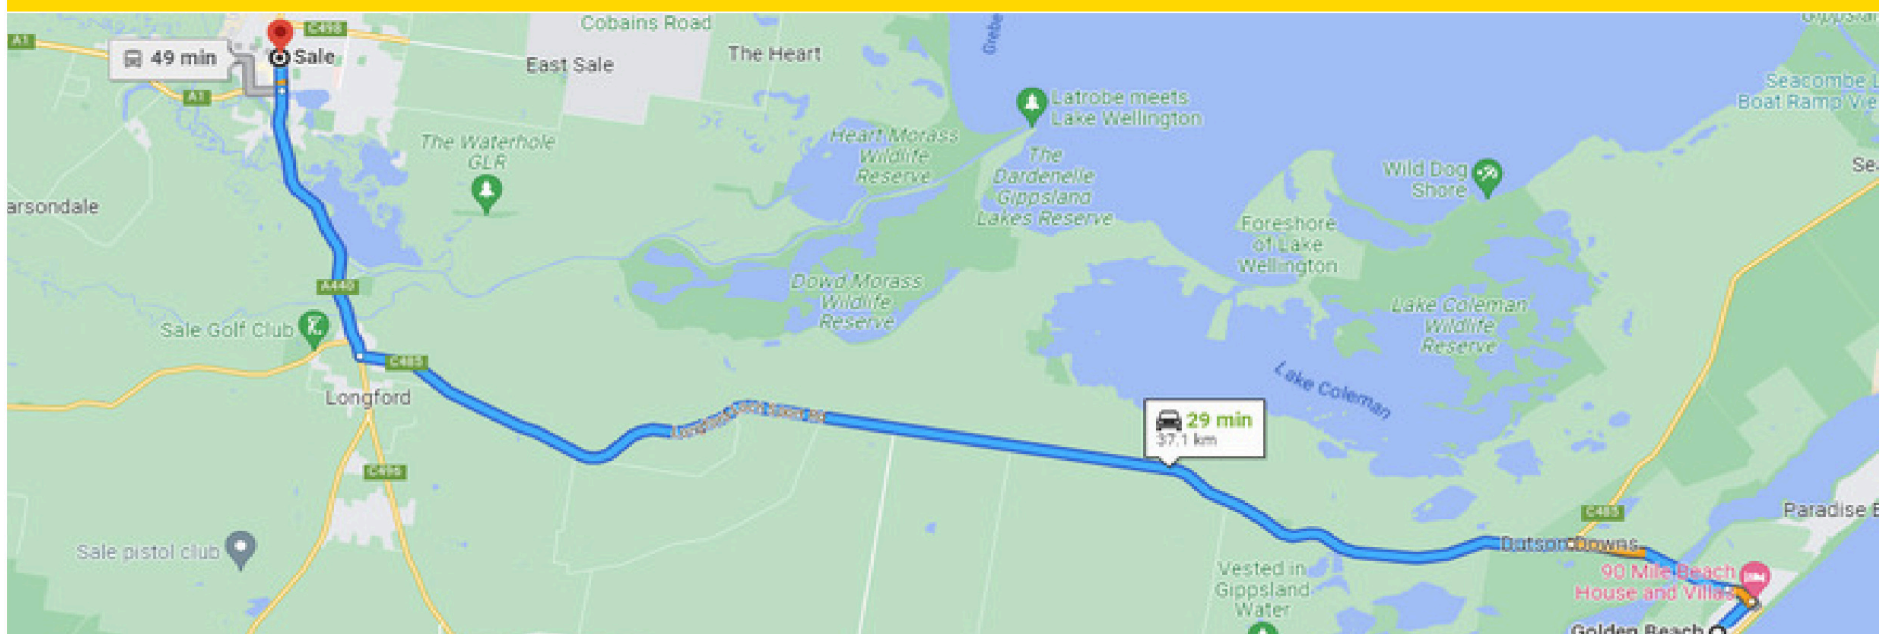 Cobains Road
C498
A1
49 min
Sale
East Sale
The Heart
A1
Latrobe meets
Lake Wellington
Seacombe L
Boat Ramp Vie
The Waterhole
GLR
Heart Morass
Wildlife
Reserve
The
Dardenelle
Gippsland
Lakes Reserve
Wild Dog
Shore
arsondale
Foreshore
of Lake
Wellington
A440
Dowd Morass
Wildlife
Reserve
Lake Coleman
Wildlife
Reserve
Sale Golf Club
C485
Longford
Lake Coleman
29 min
37.1 km
C496
C485
Paradise B
Sale pistol club
Dutson Downs
Vested in
Gippsland
Water
90 Mile Beach
House and Villas
Golden Beach